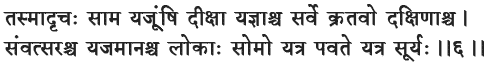 तस्मादृचः साम यजूंषि दीक्षा यज्ञाश्च सर्वे क्रतवो दक्षिणाश्च।
संवत्सरश्च यजमानश्च लोकाः सोमो यत्र पवते यत्र सूर्यः।।६।।